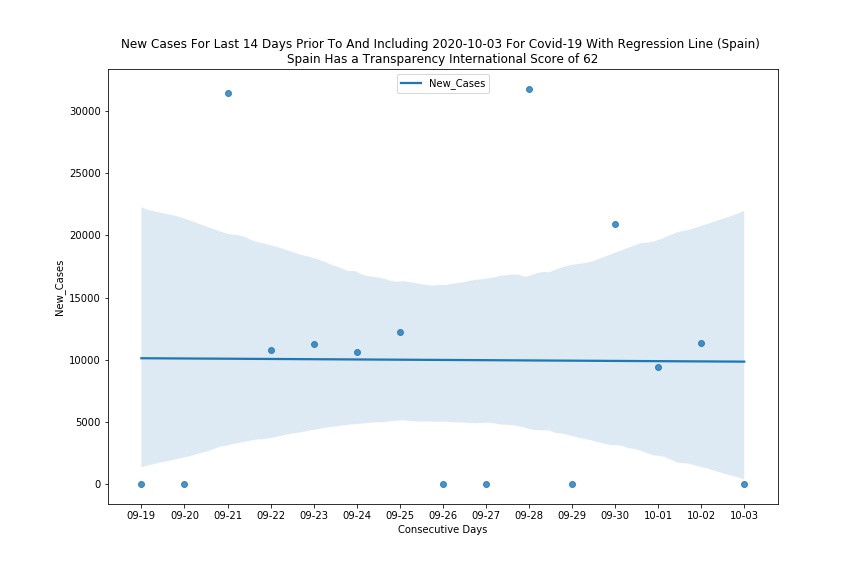 New Cases For Last 14 Days Prior To And Including 2020-10-03 For Covid-19 With Regression Line (Spain)
Spain Has a Transparency International Score of 62
New_Cases
30000
25000
20000
15000
10000
5000
0
New_Cases
09-19 09-20 09-21 09-22 09-23 09-24 09-25 09-26 09-27 09-28 09-29 09-30 10-01 10-02 10-03
Consecutive Days